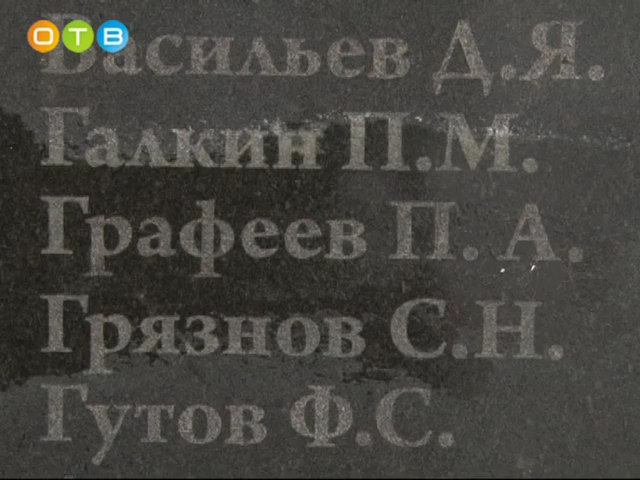 ОТВ
Васильев Д.Я.
Галкин П.М.
Графеев П. А.
Грязнов С.Н.
Гутов Ф.С.